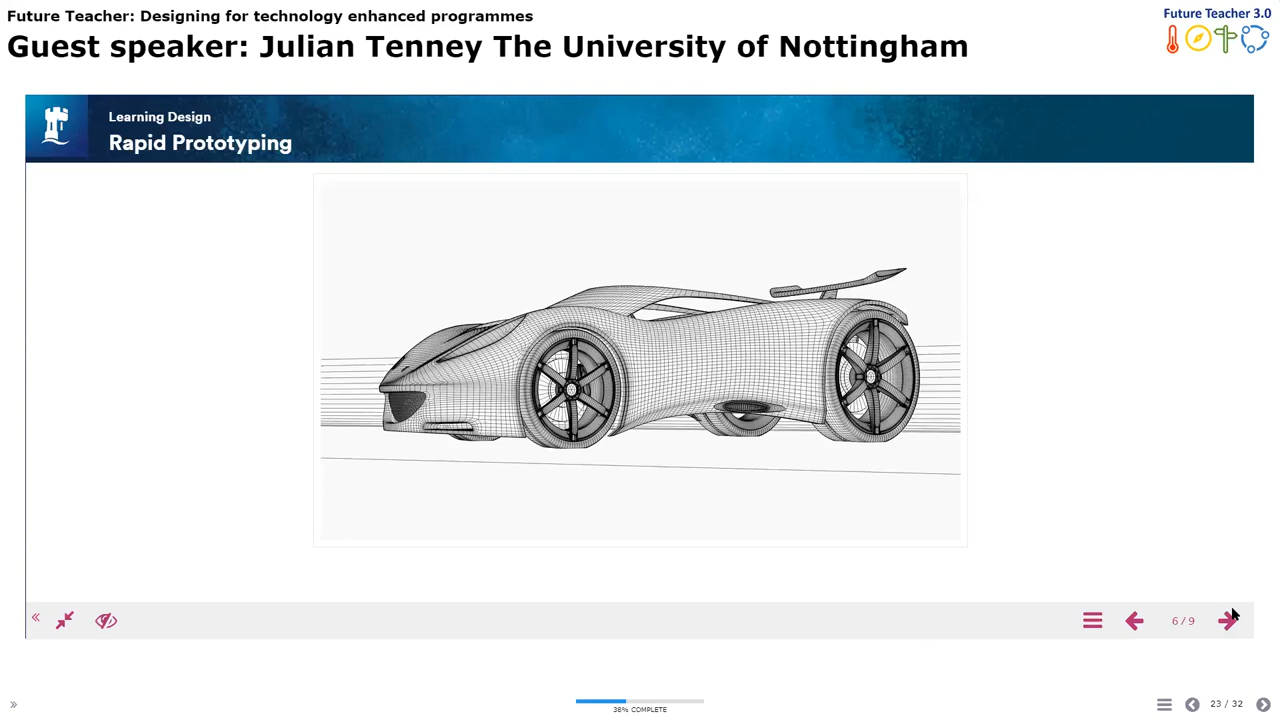 Future Teacher: Designing for technology enhanced programmes
Future Teacher 3.0
Guest speaker: Julian Tenney The University of Nottingham
Learning Design
Rapid Prototyping
6 / 9
38% COMPLETE
23 / 32